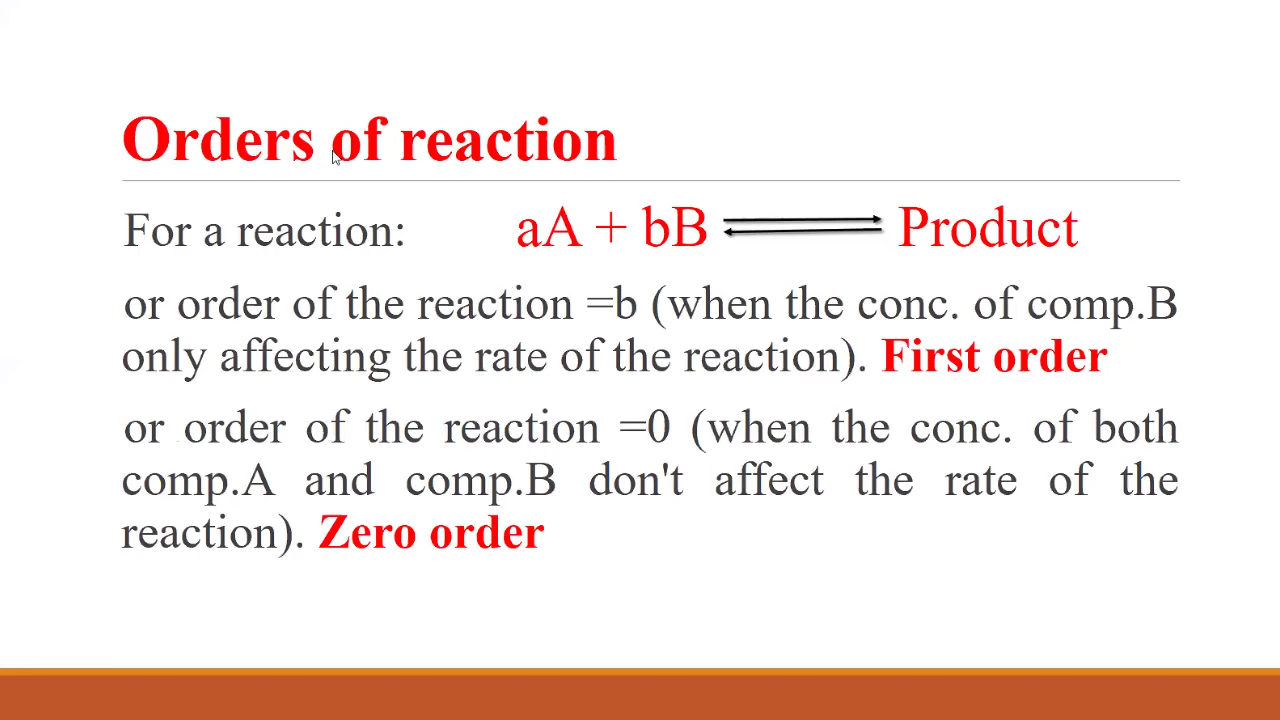 Orders of reaction
For a reaction: aA + bB Product
or order of the reaction =b (when the conc. of comp.B
only affecting the rate of the reaction). First order
or order of the reaction =0 (when the conc. of both
comp.A and comp.B don't affect the rate of the
reaction). Zero order